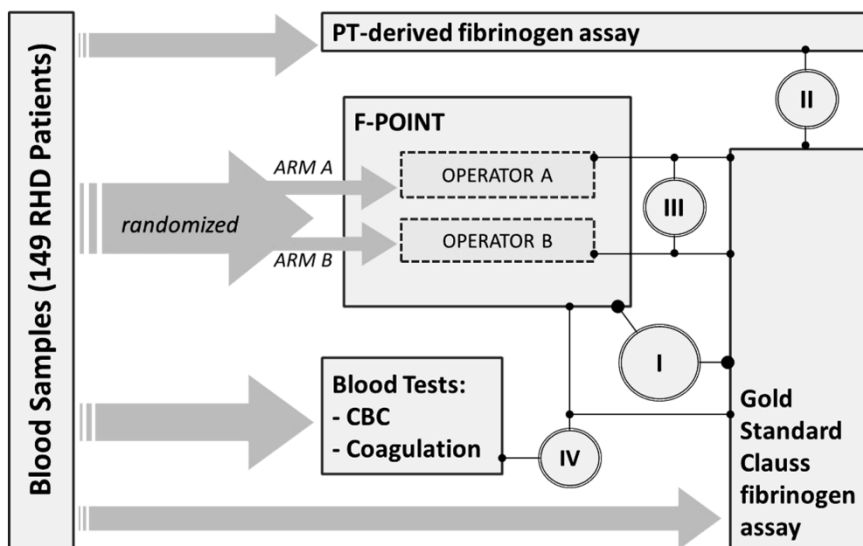 Blood Samples (149 RHD Patients)
PT-derived fibrinogen assay
II
F-POINT
ARM A
OPERATOR A
randomized
III
OPERATOR B
ARM B
I
Blood Tests:
- CBC
- Coagulation
IV
Gold
Standard
Clauss
fibrinogen
assay